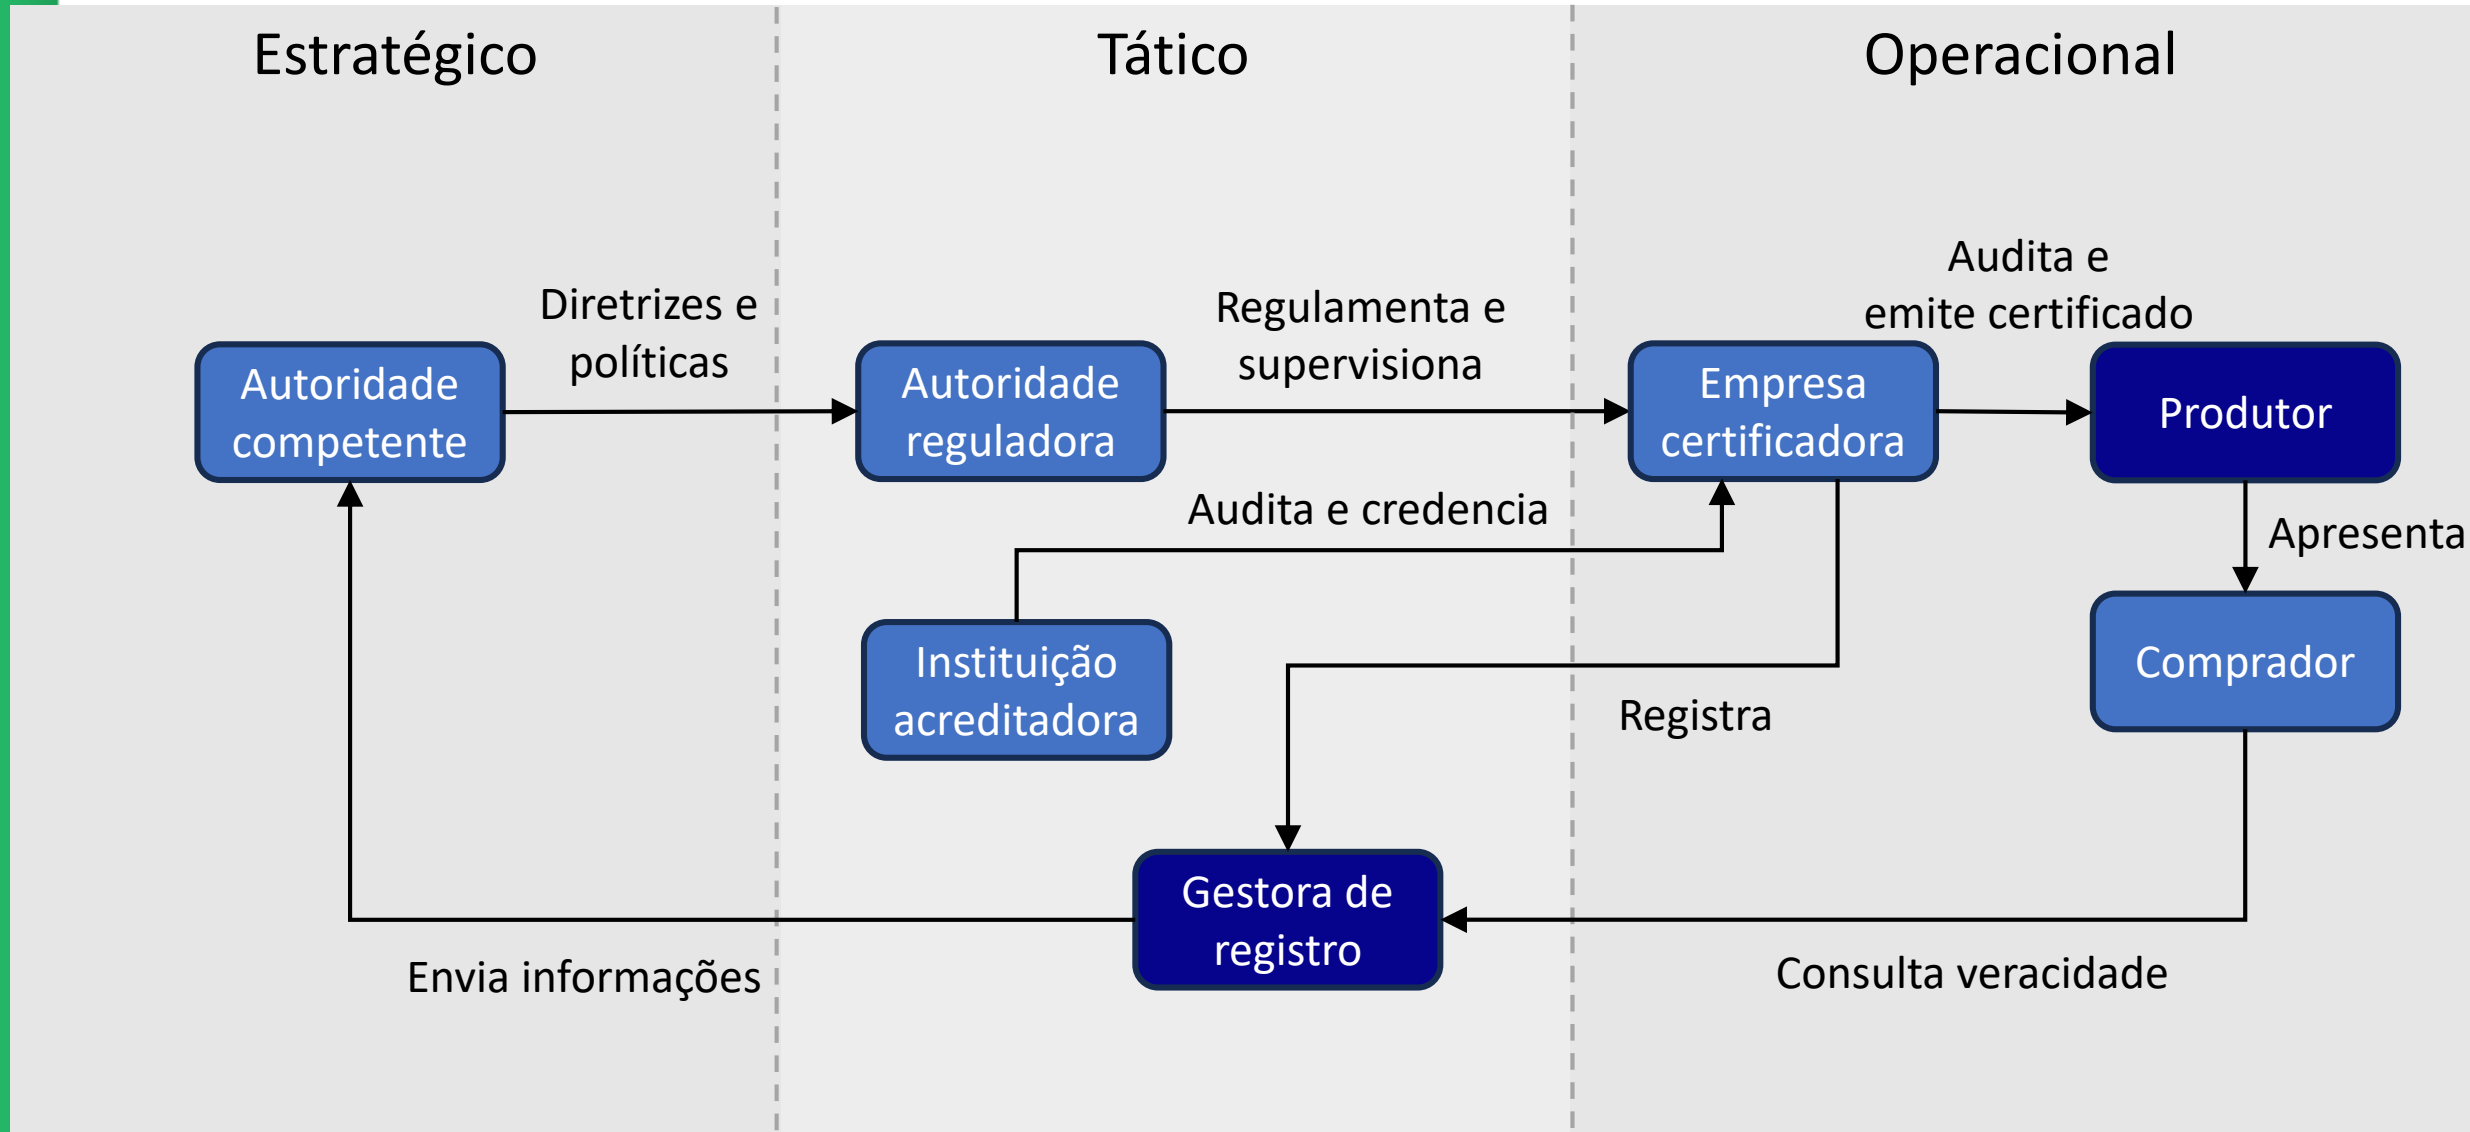 Estratégico
Tático
Operacional
Diretrizes e
políticas
Regulamenta e
supervisiona
Audita e
emite certificado
Autoridade
competente
Autoridade
reguladora
Empresa
certificadora
Produtor
Audita e credencia
Apresenta
Instituição
acreditadora
Comprador
Registra
Gestora de
registro
Envia informações
Consulta veracidade